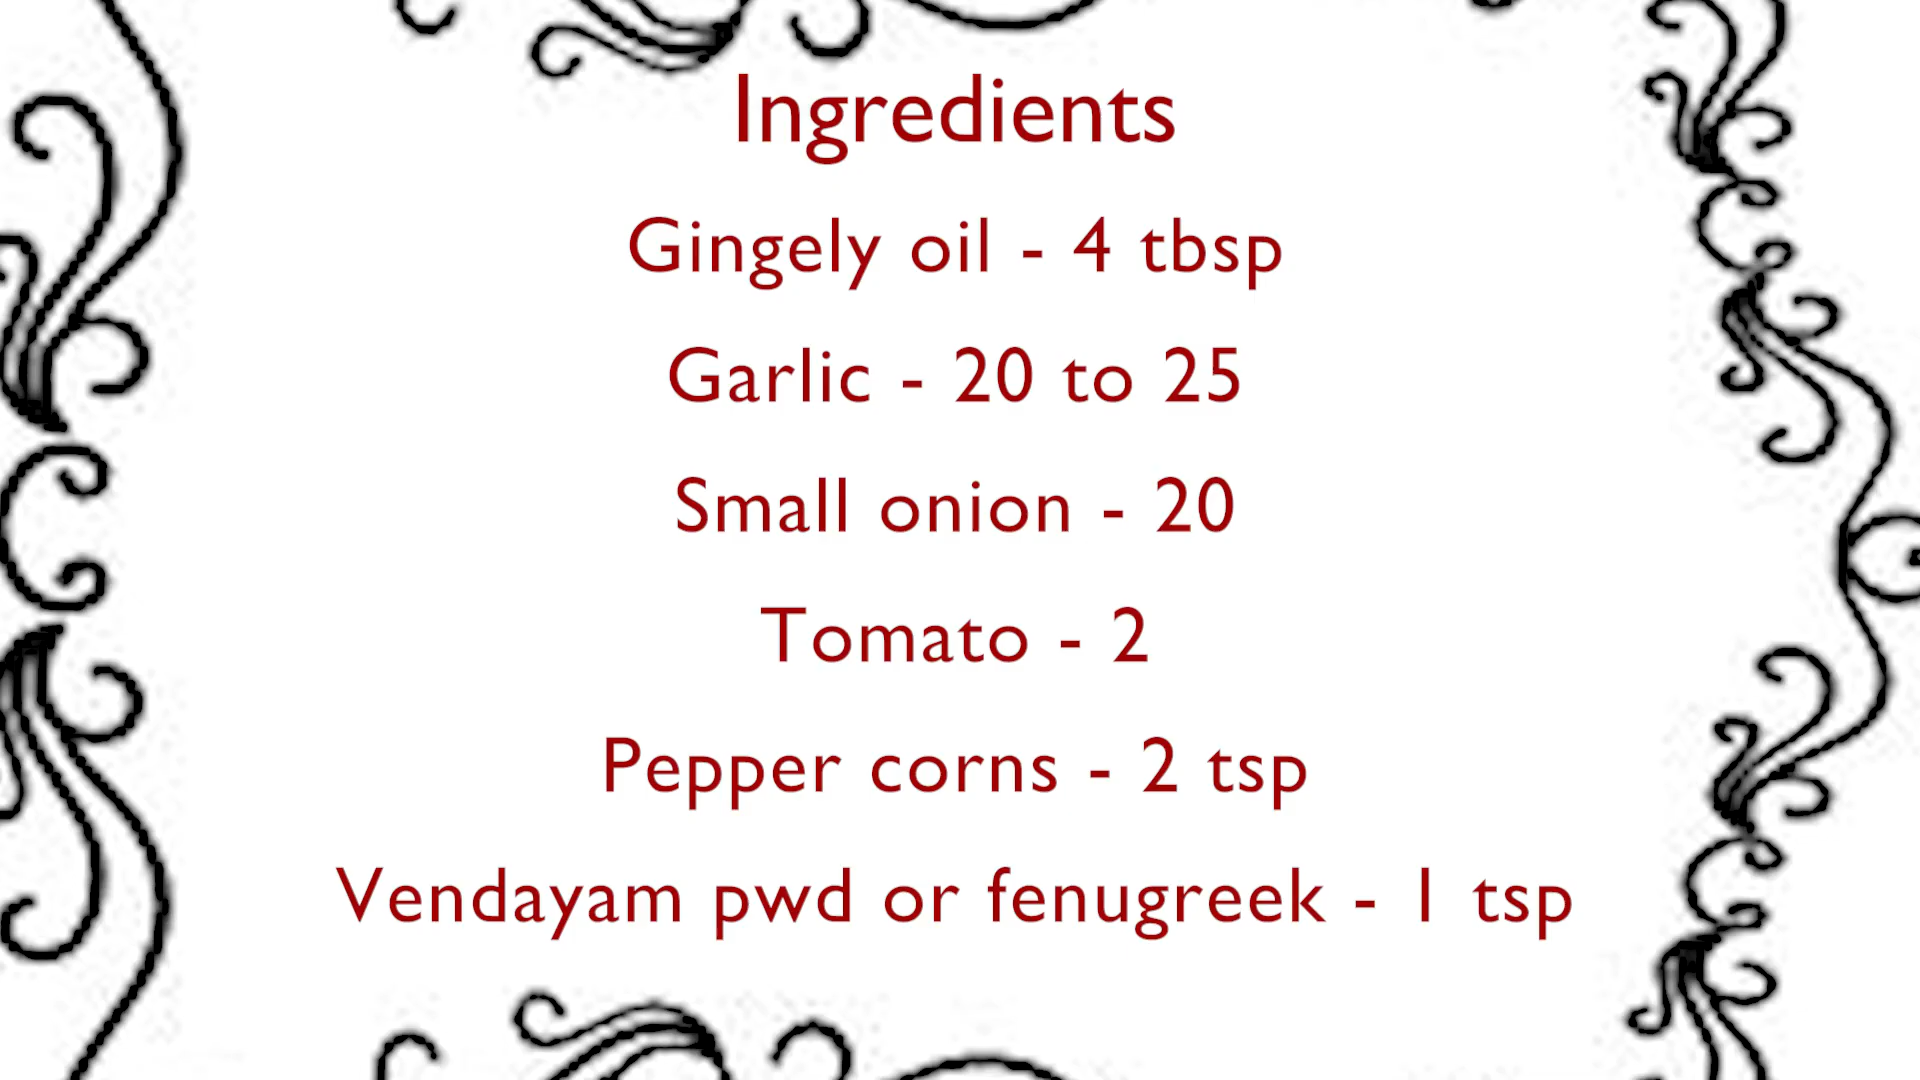 Ingredients
Gingely oil - 4 tbsp
Garlic - 20 to 25
Small onion - 20
Tomato - 2
Pepper corns - 2 tsp
Vendayam pwd or fenugreek - 1 tsp